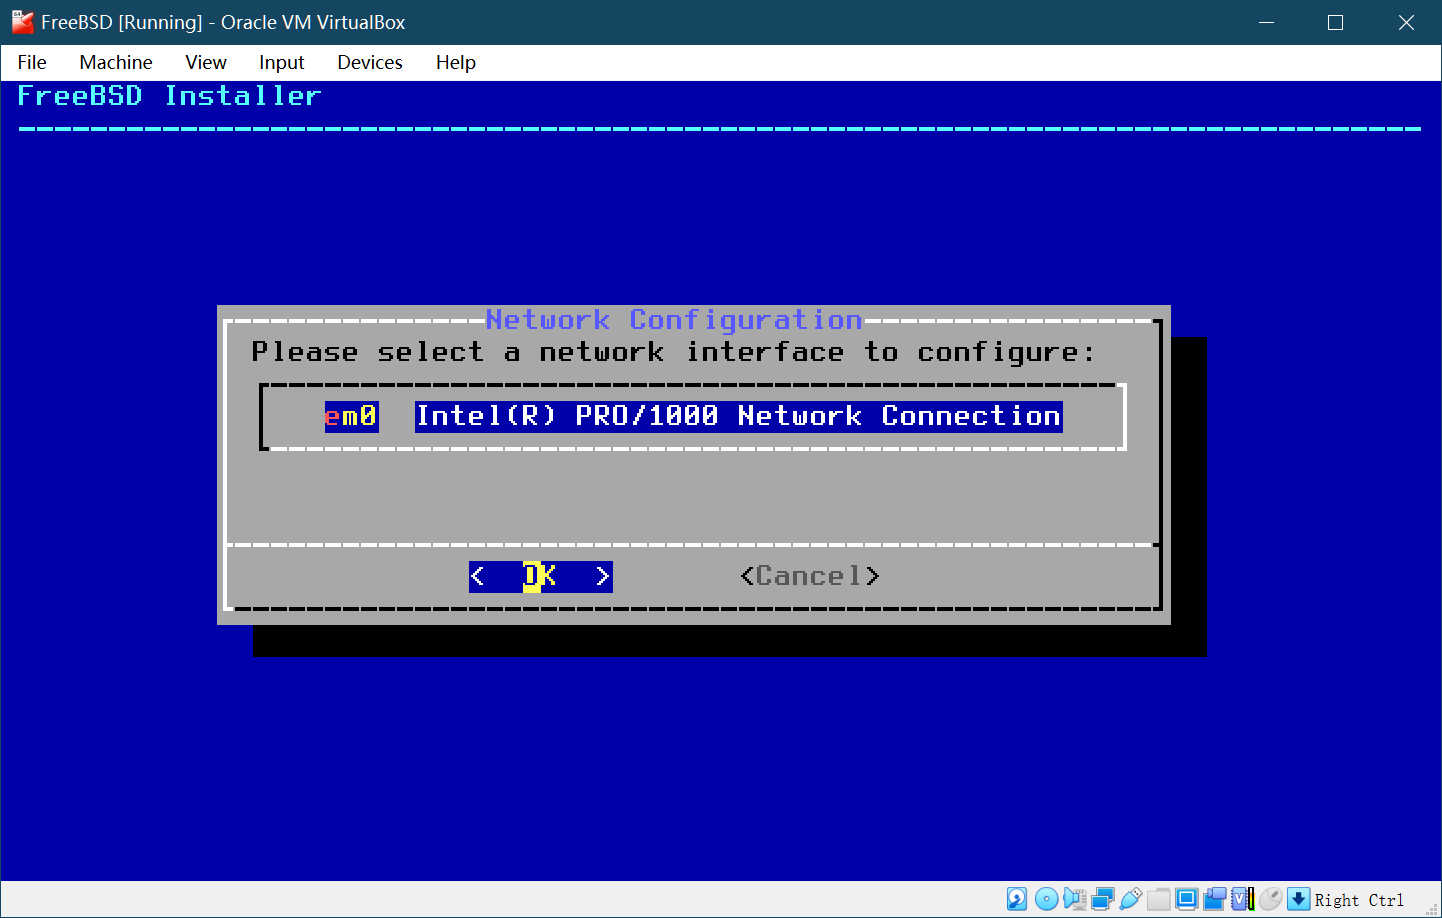 FreeBSD [Running] - Oracle VM VirtualBox
File Machine View Input Devices Help
FreeBSD Installer
Network Configuration
Please select a network interface to configure:
em0 Intel(R) PRO/1000 Network Connection
< OK > <Cancel>
Right Ctrl